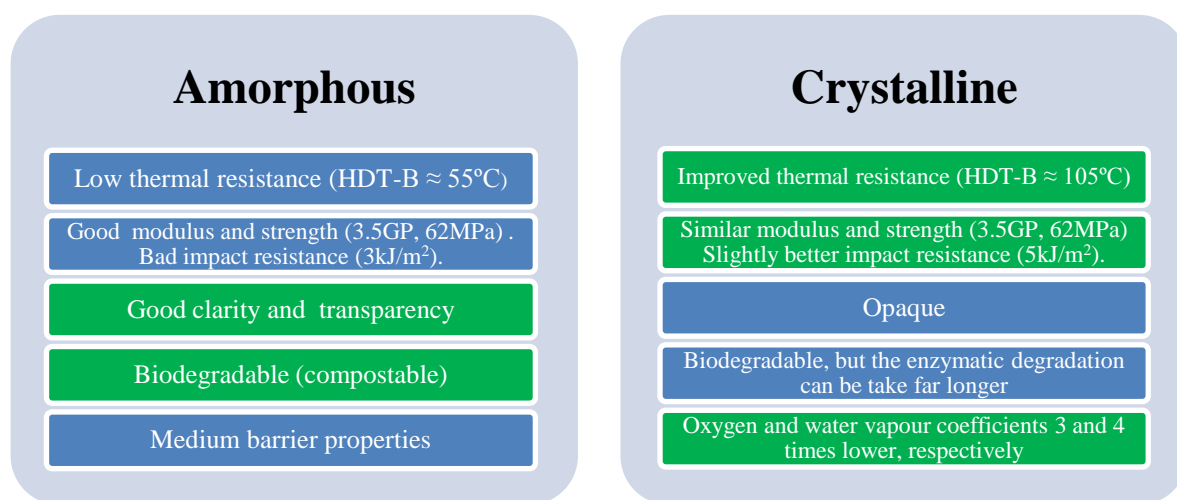 Amorphous
Low thermal resistance (HDT-B ≈ 55ºC)
Good modulus and strength (3.5GP, 62MPa) .
Bad impact resistance (3kJ/m²).
Good clarity and transparency
Biodegradable (compostable)
Medium barrier properties
Crystalline
Improved thermal resistance (HDT-B ≈ 105ºC)
Similar modulus and strength (3.5GP, 62MPa)
Slightly better impact resistance (5kJ/m²).
Opaque
Biodegradable, but the enzymatic degradation
can be take far longer
Oxygen and water vapour coefficients 3 and 4
times lower, respectively